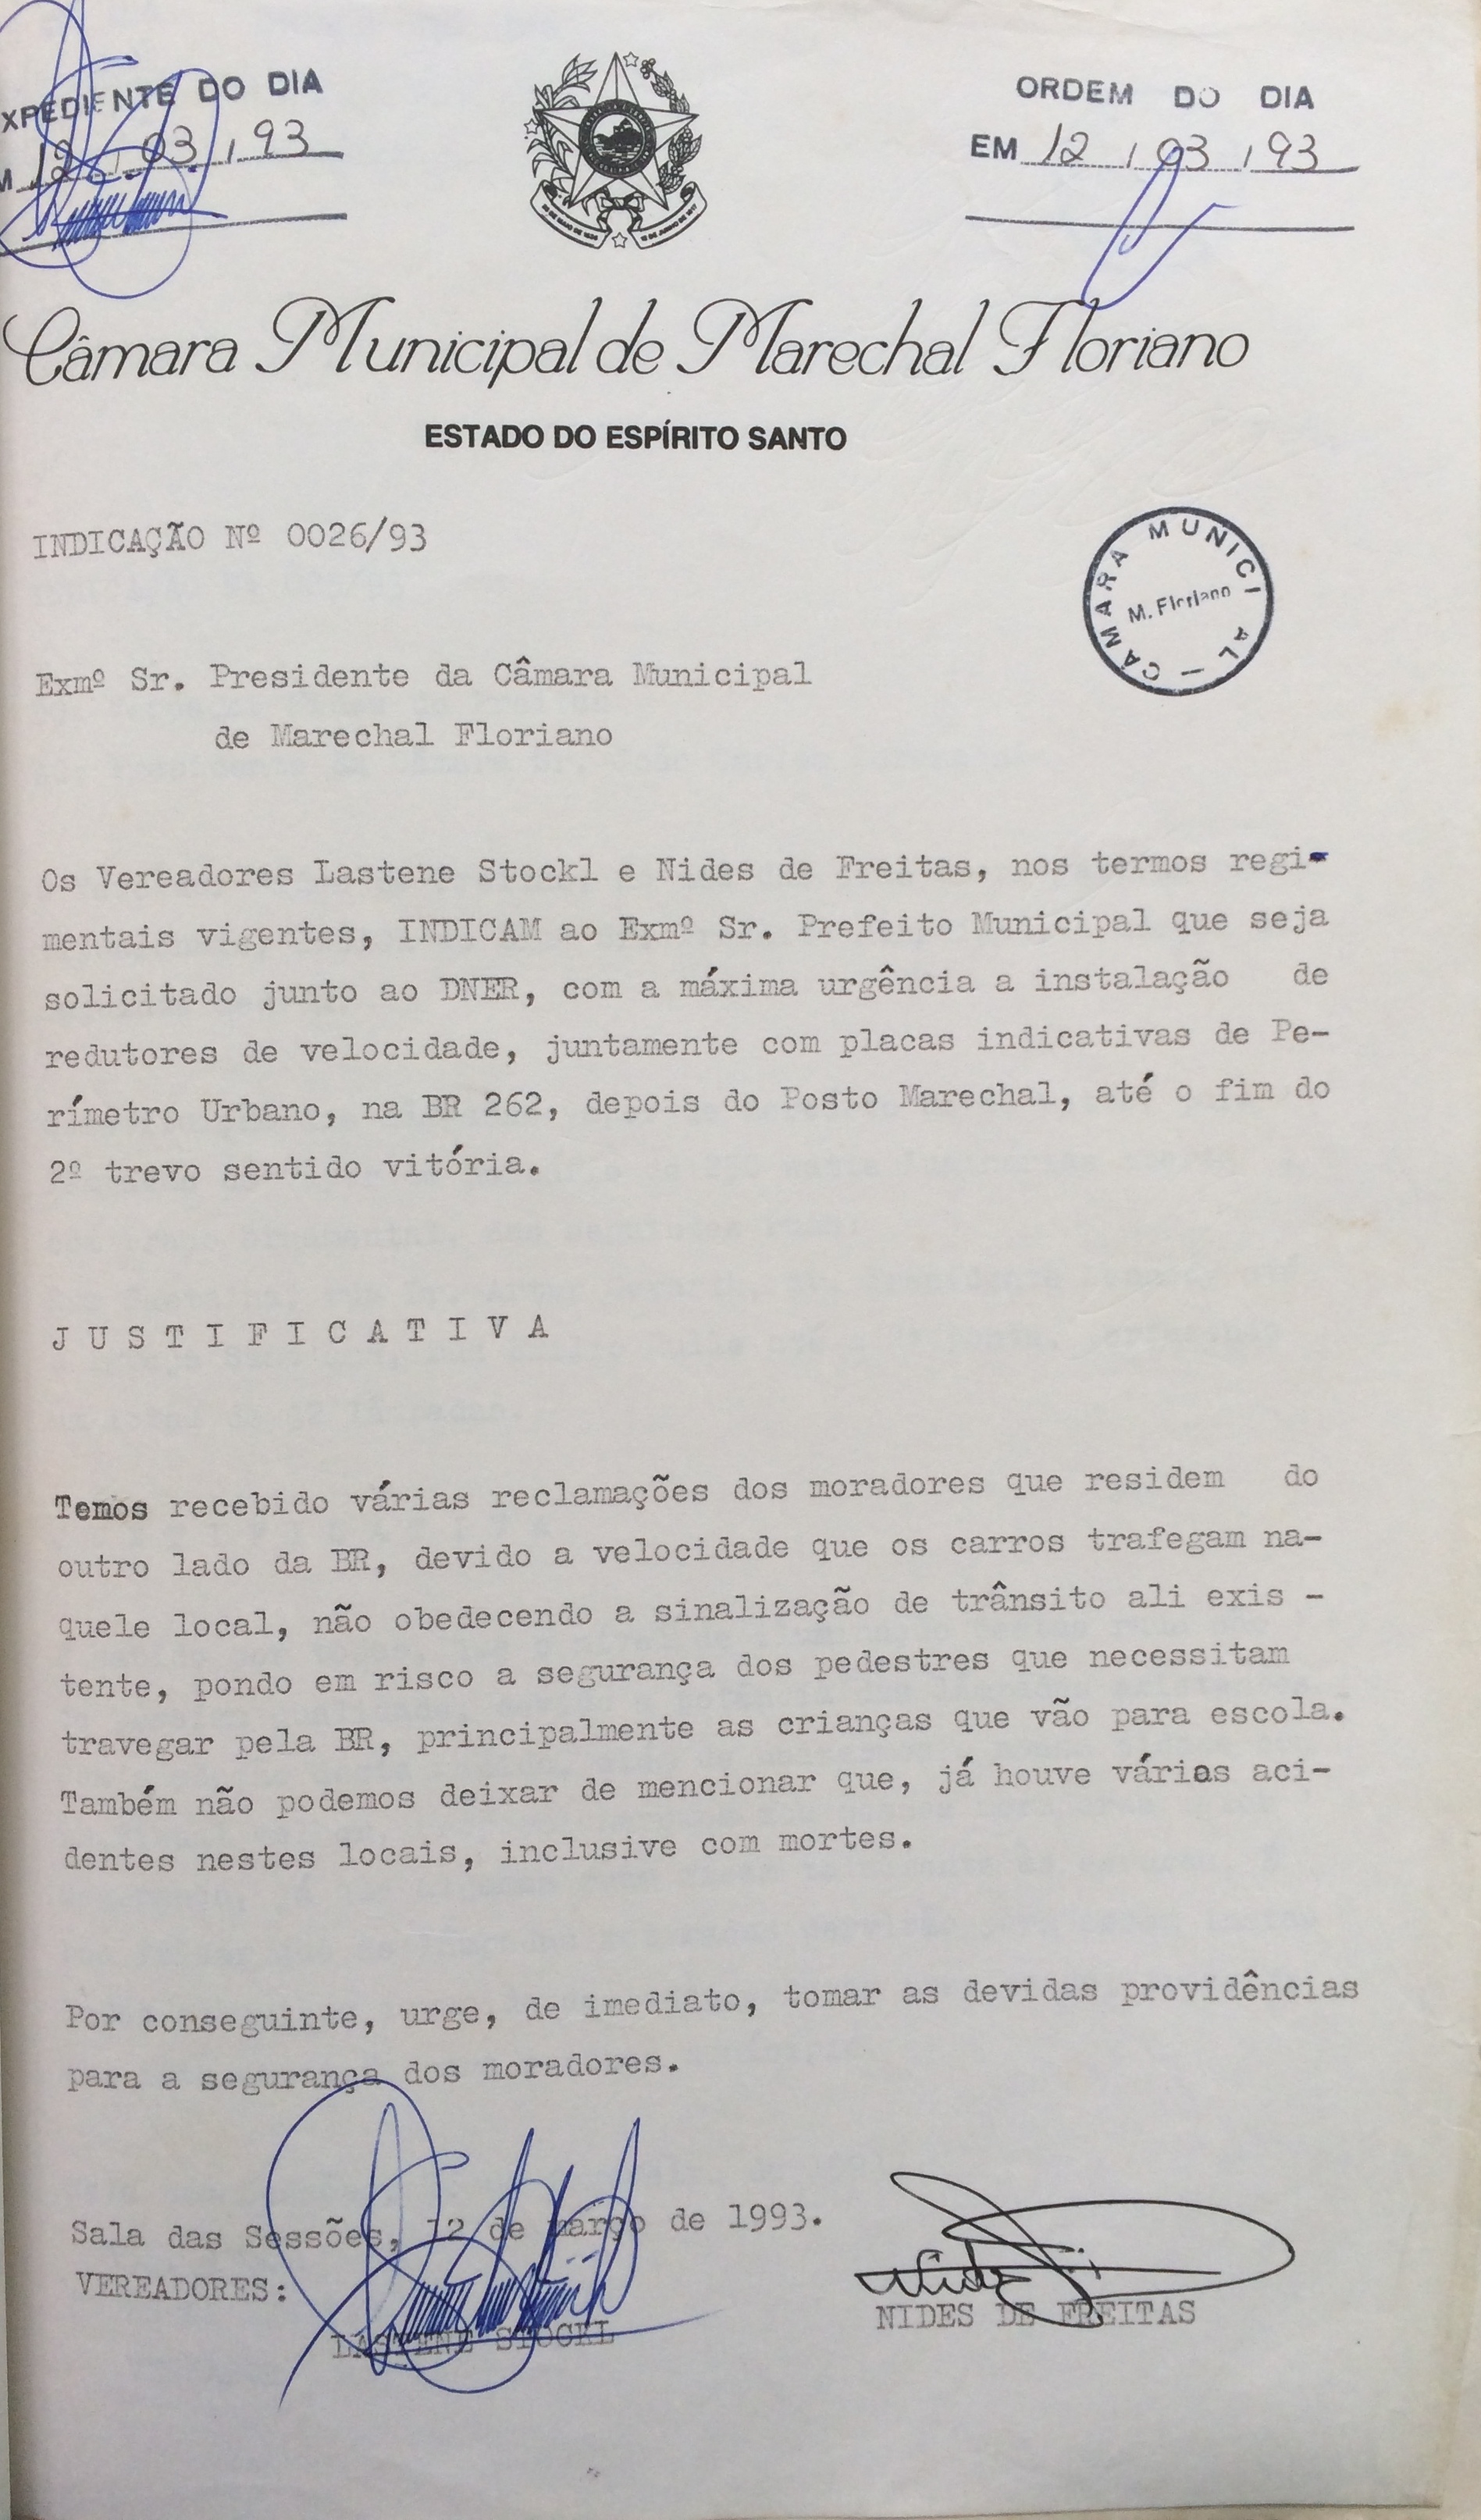 XPEDIENTE DO DIA
12 / 03 / 93
ORDEM DO DIA
EM 12 / 03 / 93
Câmara Municipal de Marechal Floriano
ESTADO DO ESPÍRITO SANTO
INDICAÇÃO Nº 0026/93
CÂMARA MUNICI AL —
M. Floriano
Exmº Sr. Presidente da Câmara Municipal
de Marechal Floriano
Os Vereadores Lastene Stockl e Nides de Freitas, nos termos regi-
mentais vigentes, INDICAM ao Exmº Sr. Prefeito Municipal que seja
solicitado junto ao DNER, com a máxima urgência a instalação de
redutores de velocidade, juntamente com placas indicativas de Pe-
rímetro Urbano, na BR 262, depois do Posto Marechal, até o fim do
2º trevo sentido vitória.
J U S T I F I C A T I V A
Temos recebido várias reclamações dos moradores que residem do
outro lado da BR, devido a velocidade que os carros trafegam na-
quele local, não obedecendo a sinalização de trânsito ali exis -
tente, pondo em risco a segurança dos pedestres que necessitam
travegar pela BR, principalmente as crianças que vão para escola.
Também não podemos deixar de mencionar que, já houve vários aci-
dentes nestes locais, inclusive com mortes.
Por conseguinte, urge, de imediato, tomar as devidas providências
para a segurança dos moradores.
Sala das Sessões, 12 de março de 1993.
VEREADORES:
LASTENE STOCKL
NIDES DE FREITAS